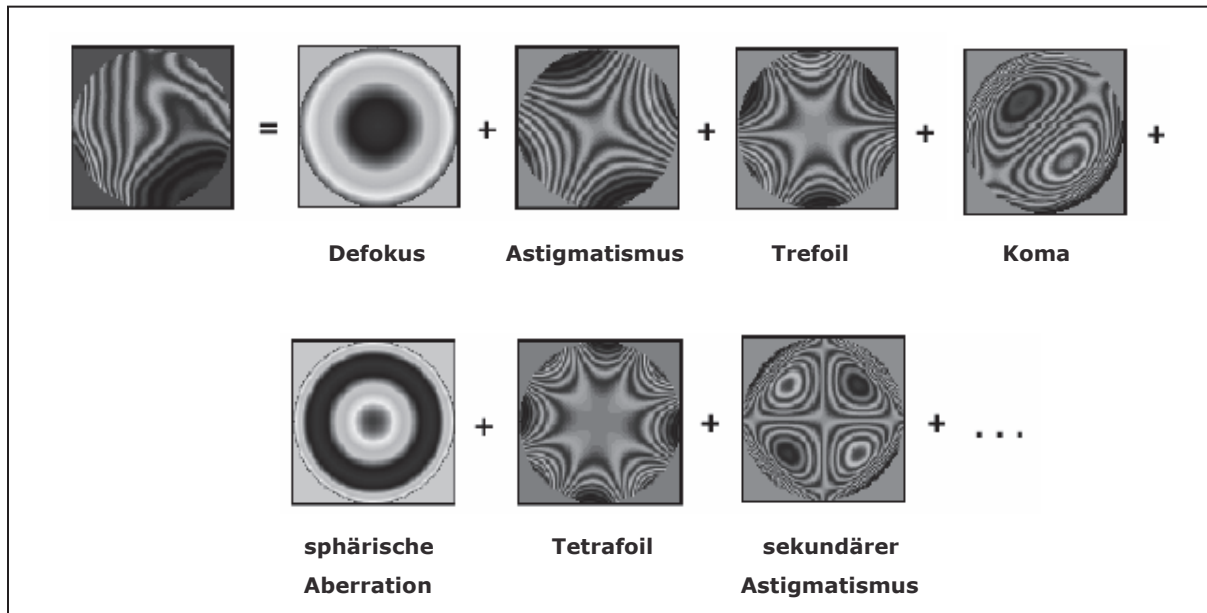 = + + + +
Defokus Astigmatismus Trefoil Koma
+ + + ...
sphärische Tetrafoil sekundärer
Aberration Astigmatismus